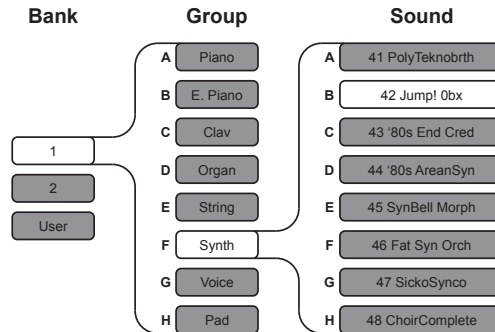 Bank
Group
Sound
1
2
User
A Piano
B E. Piano
C Clav
D Organ
E String
F Synth
G Voice
H Pad
A 41 PolyTeknobrth
B 42 Jump! 0bx
C 43 ‘80s End Cred
D 44 ‘80s AreanSyn
E 45 SynBell Morph
F 46 Fat Syn Orch
G 47 SickoSynco
H 48 ChoirComplete